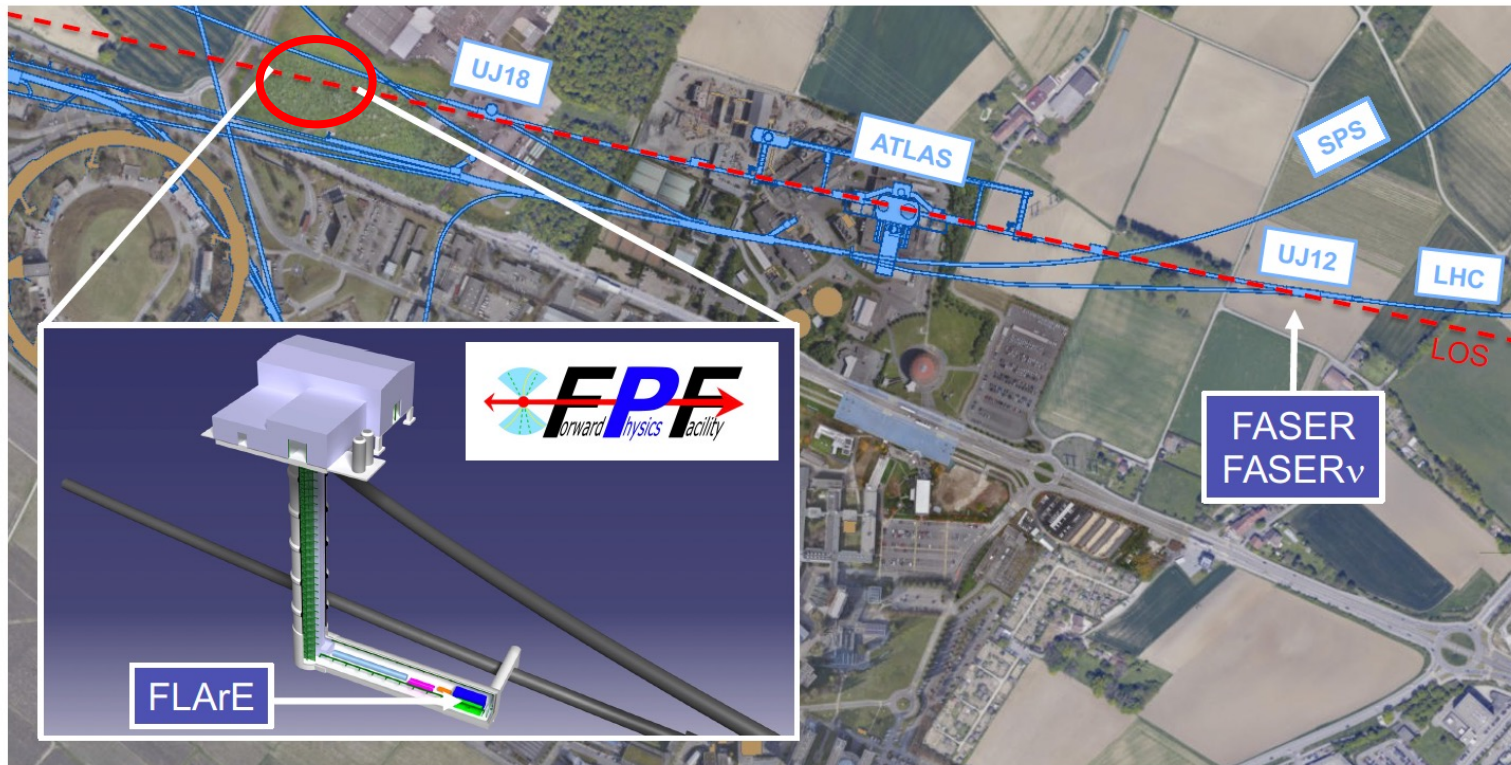 UJ18
ATLAS
SPS
UJ12
LHC
LOS
FASER
FASERν
FPF
Forward Physics Facility
FLArE